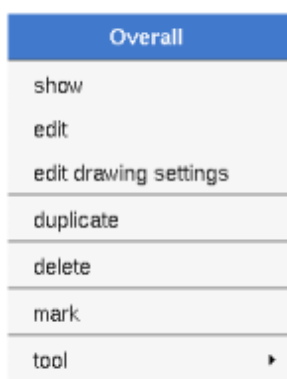 Overall
show
edit
edit drawing settings
duplicate
delete
mark
tool